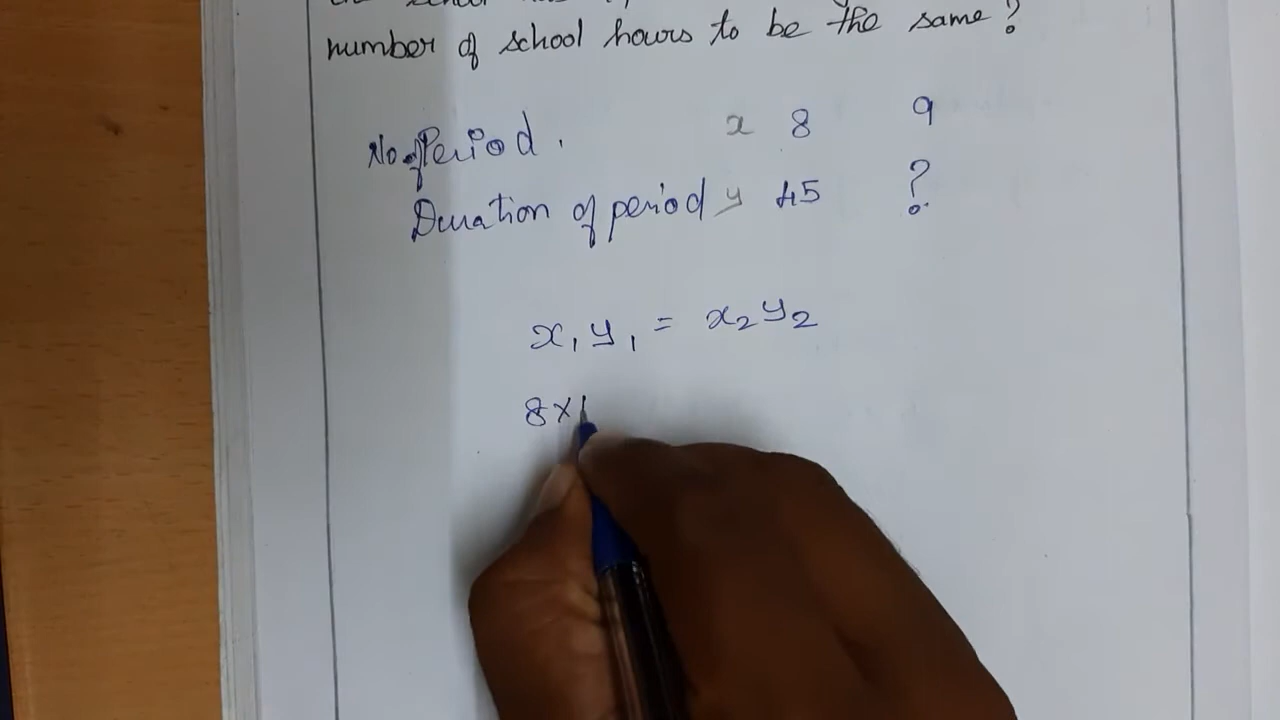 school
number of school hours to be the same?
No. of Period. x 8 9
Duration of period y 45 ?
x₁ y₁ = x₂ y₂
8 ×